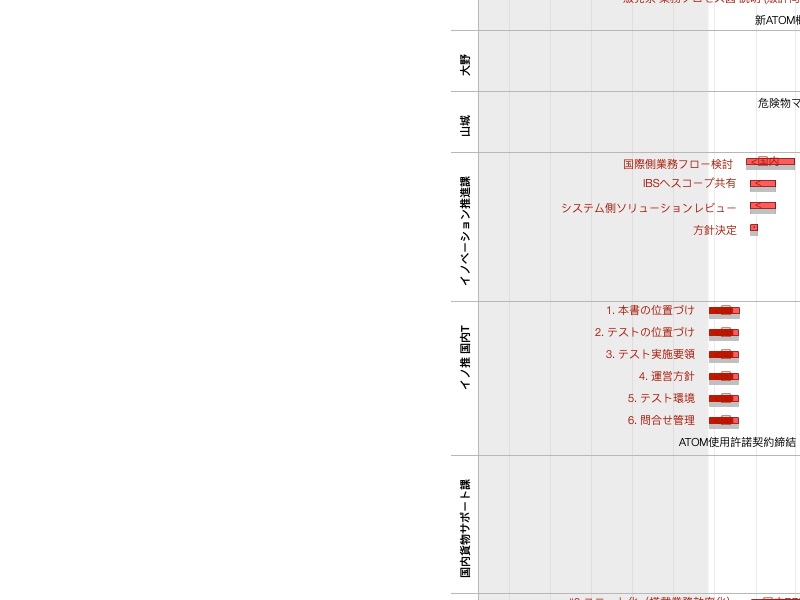 新ATOM
大野
危険物マ
山城
イノベーション推進課
国際側業務フロー検討
<国内
IBSへスコープ共有
<
システム側ソリューションレビュー
<
方針決定
イノ推 国内T
1. 本書の位置づけ
2. テストの位置づけ
3. テスト実施要領
4. 運営方針
5. テスト環境
6. 問合せ管理
ATOM使用許諾契約締結
国内貨物サポート課